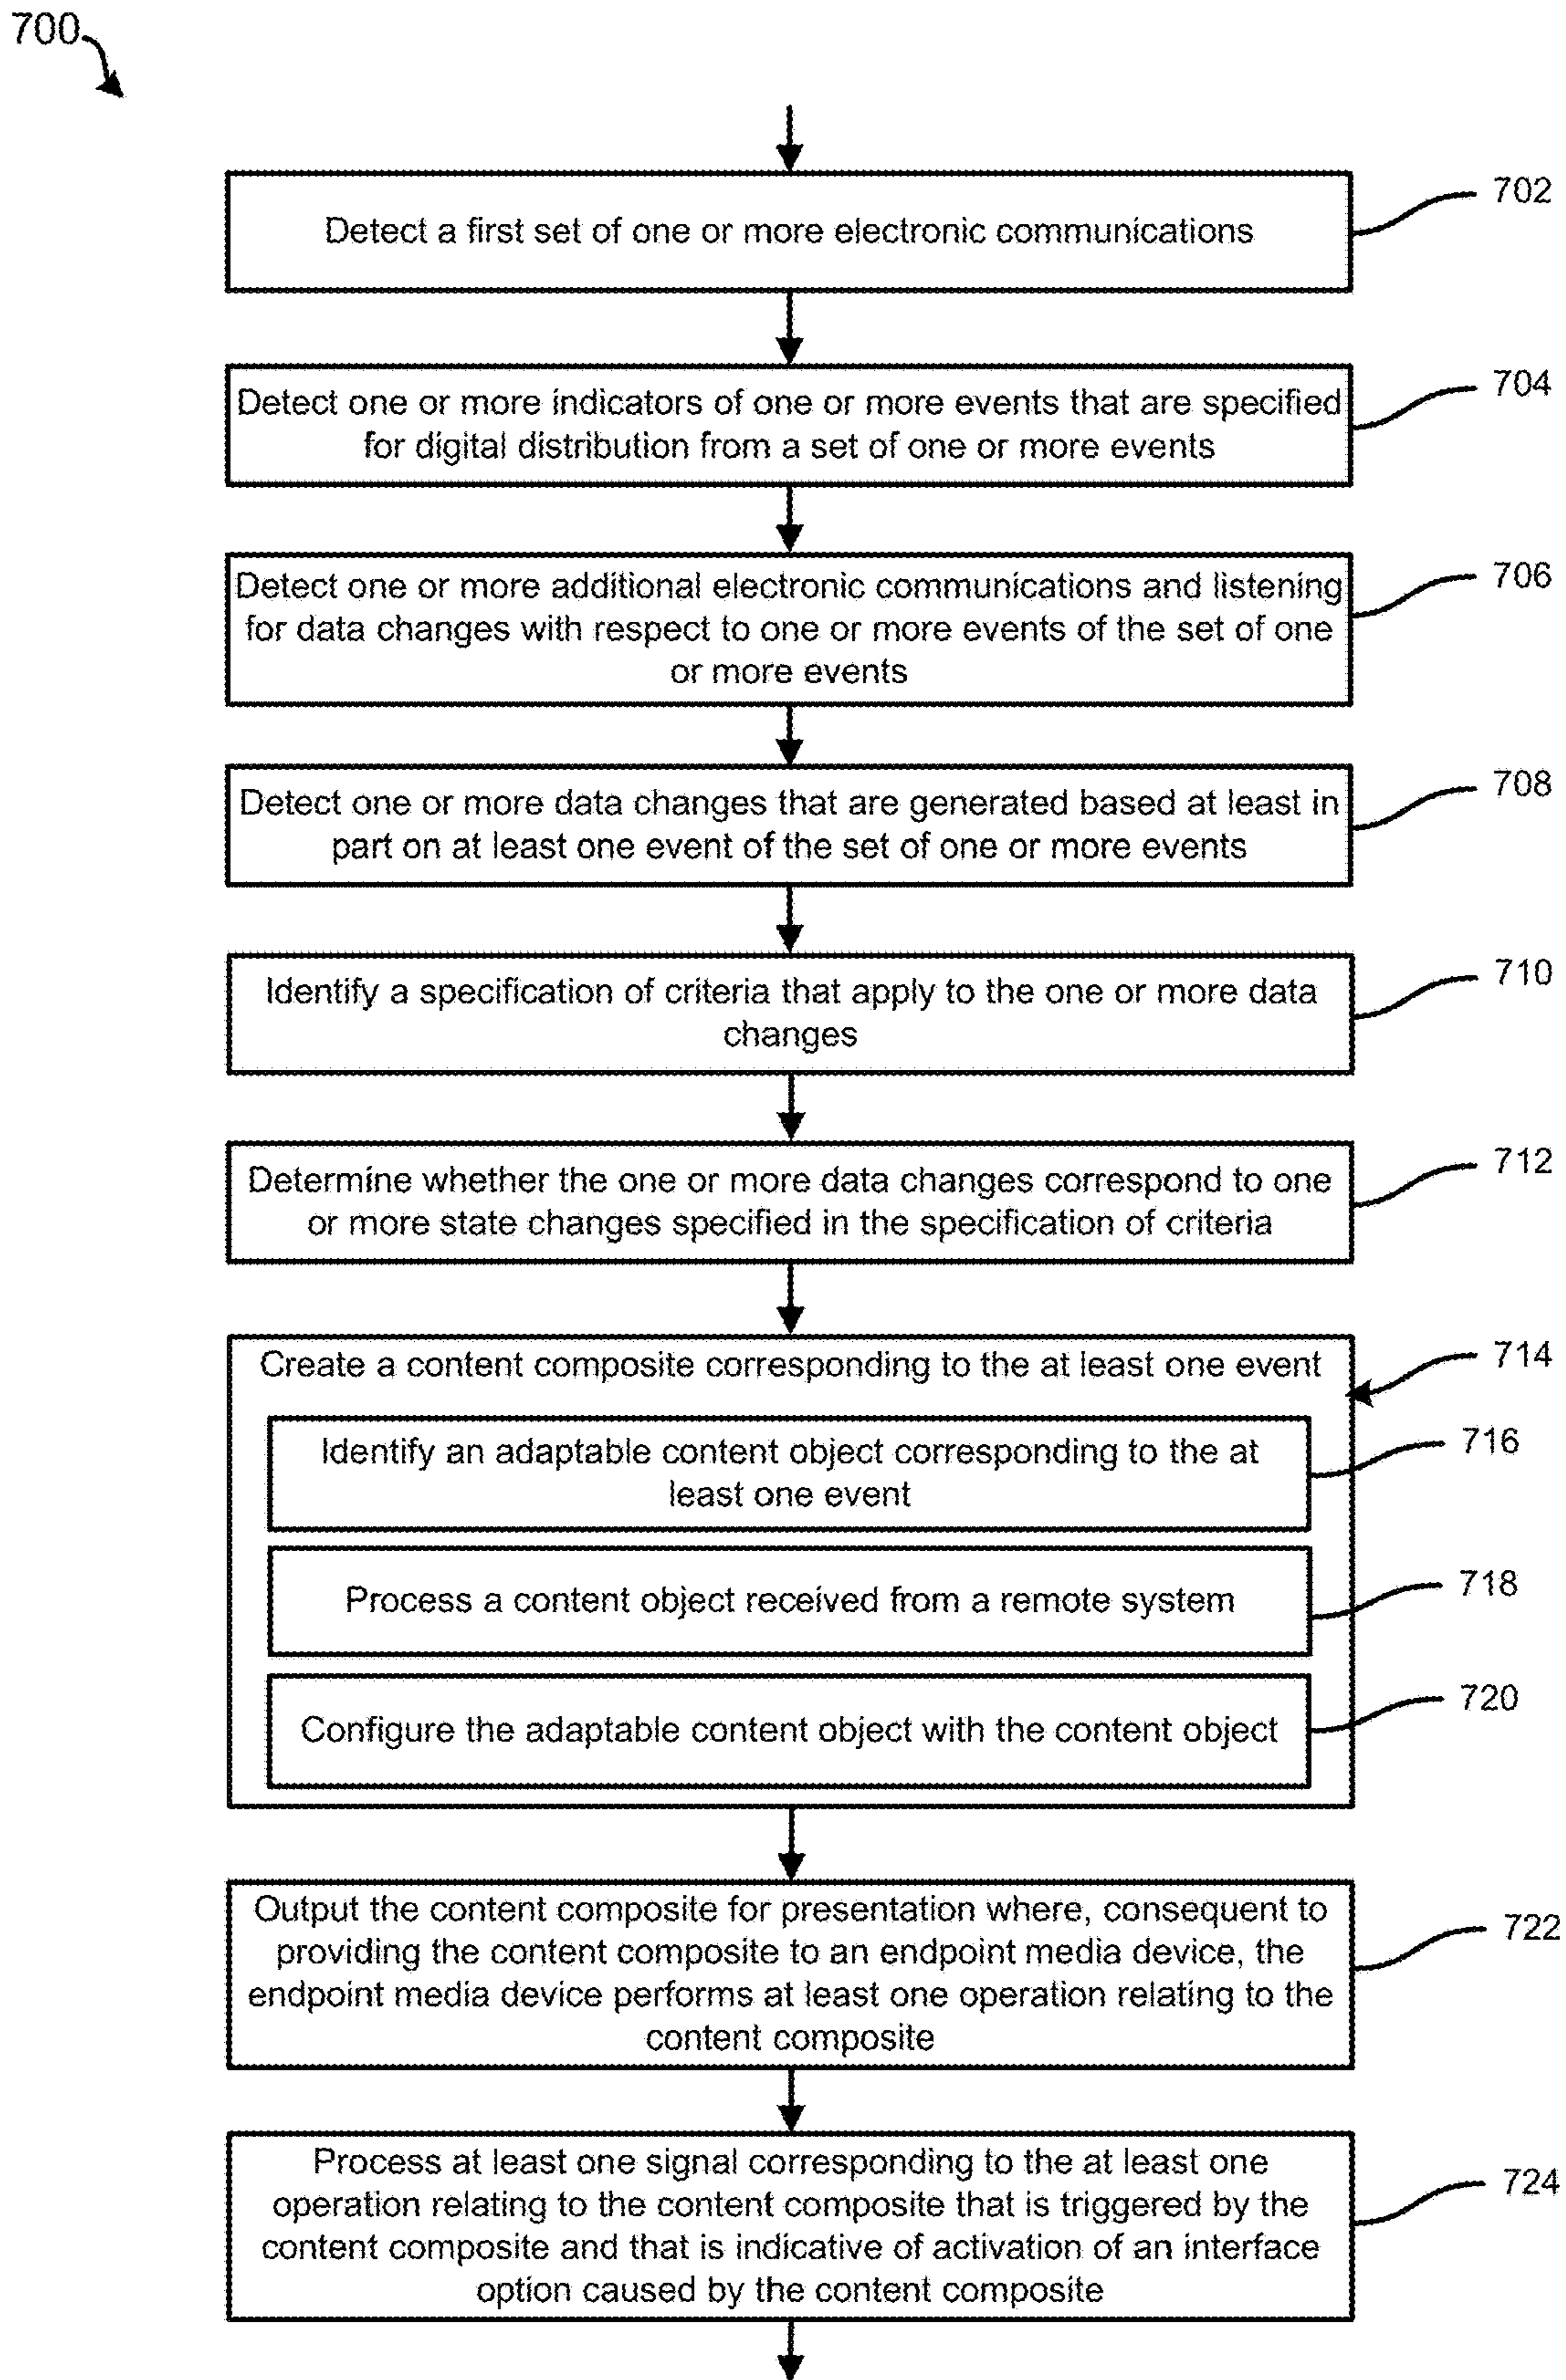 700
Detect a first set of one or more electronic communications
702
Detect one or more indicators of one or more events that are specified
for digital distribution from a set of one or more events
704
Detect one or more additional electronic communications and listening
for data changes with respect to one or more events of the set of one
or more events
706
Detect one or more data changes that are generated based at least in
part on at least one event of the set of one or more events
708
Identify a specification of criteria that apply to the one or more data
changes
710
Determine whether the one or more data changes correspond to one
or more state changes specified in the specification of criteria
712
Create a content composite corresponding to the at least one event
714
Identify an adaptable content object corresponding to the at
least one event
716
Process a content object received from a remote system
718
Configure the adaptable content object with the content object
720
Output the content composite for presentation where, consequent to
providing the content composite to an endpoint media device, the
endpoint media device performs at least one operation relating to the
content composite
722
Process at least one signal corresponding to the at least one
operation relating to the content composite that is triggered by the
content composite and that is indicative of activation of an interface
option caused by the content composite
724